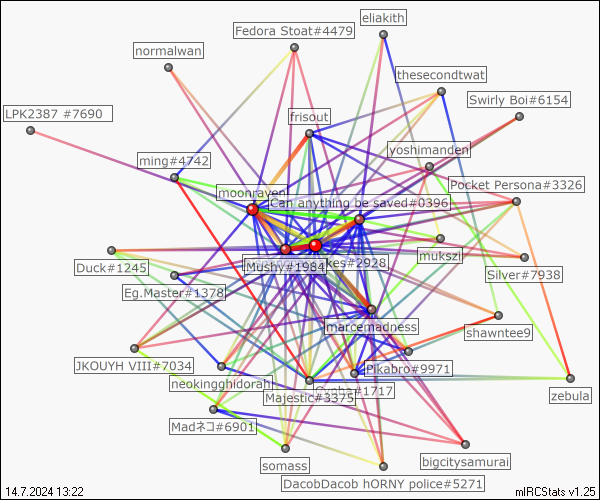 eliakith
Fedora Stoat#4479
normalwan
thesecondtwat
Swirly Boi#6154
LPK2387 #7690
frisout
yoshimanden
ming#4742
Pocket Persona#3326
moonraven
Can anything be saved#0396
mukszi
Duck#1245
Mushy#1984
kes#2928
Silver#7938
Eg.Master#1378
marcemadness
shawntee9
JKOUYH VIII#7034
Pikabro#9971
neokingghidorah
#1717
zebula
Majestic#3375
Madネコ#6901
bigcitysamurai
somass
DacobDacob hORNY police#5271
14.7.2024 13:22
mIRCStats v1.25